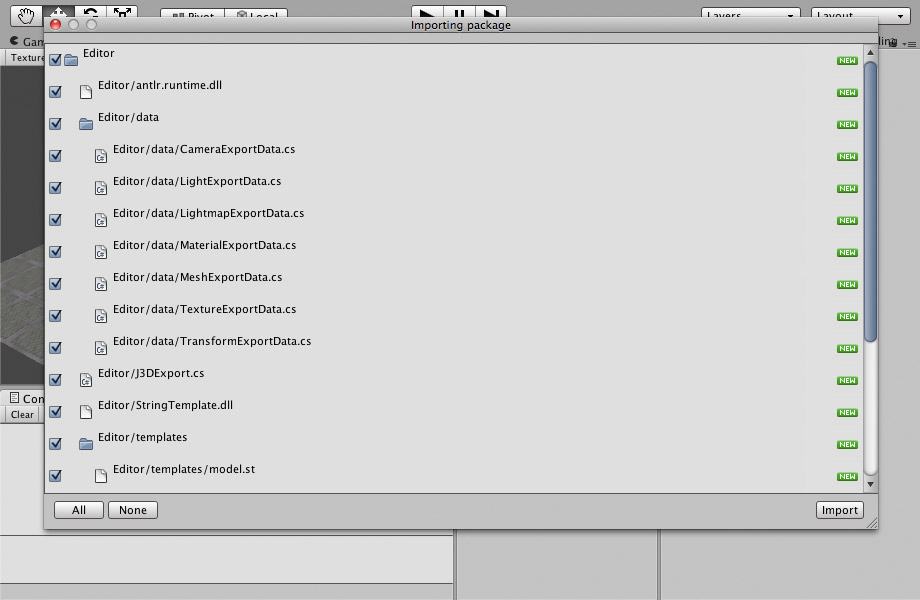 Pivot Local Layers Layout
Importing package
Gam
Texture
Editor NEW
Editor/antlr.runtime.dll NEW
Editor/data NEW
Editor/data/CameraExportData.cs NEW
Editor/data/LightExportData.cs NEW
Editor/data/LightmapExportData.cs NEW
Editor/data/MaterialExportData.cs NEW
Editor/data/MeshExportData.cs NEW
Editor/data/TextureExportData.cs NEW
Editor/data/TransformExportData.cs NEW
Editor/J3DExport.cs NEW
Con
Editor/StringTemplate.dll NEW
Clear
Editor/templates NEW
Editor/templates/model.st NEW
All None Import